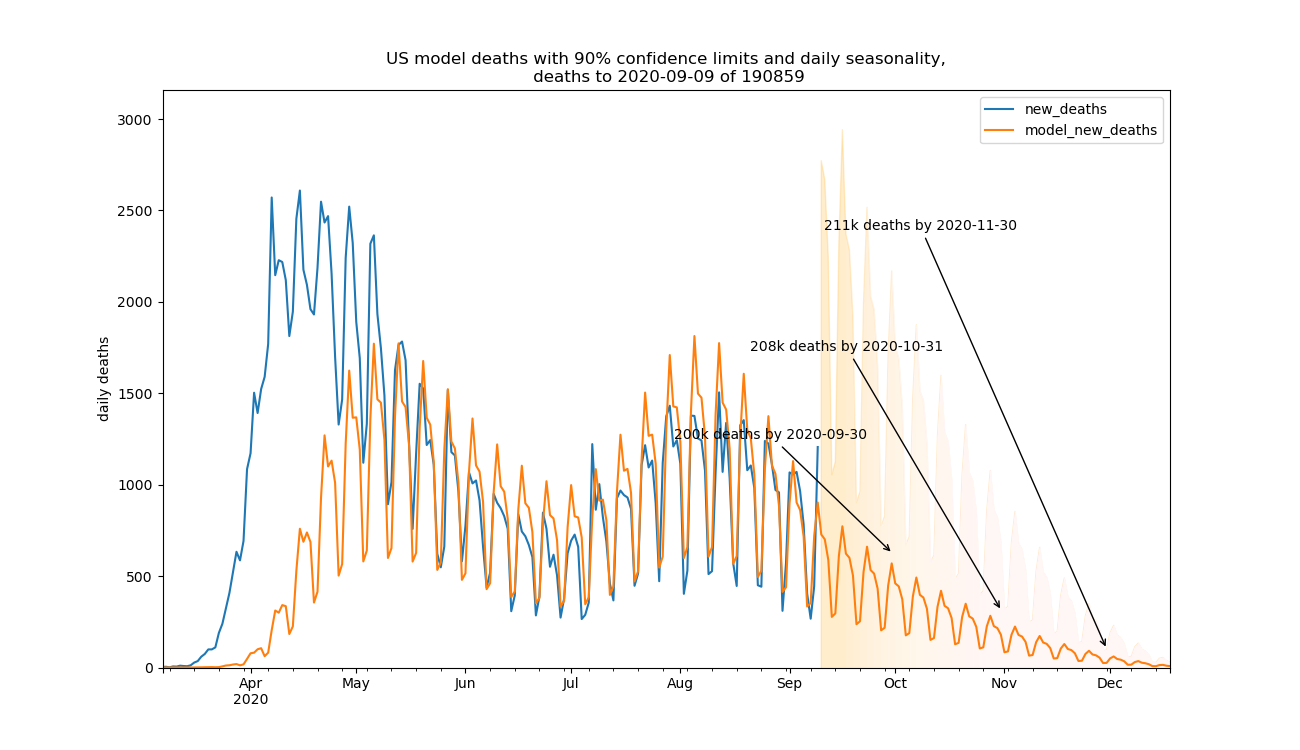 US model deaths with 90% confidence limits and daily seasonality,
deaths to 2020-09-09 of 190859
new_deaths
model_new_deaths
3000
2500
2000
1500
1000
500
0
daily deaths
211k deaths by 2020-11-30
208k deaths by 2020-10-31
200k deaths by 2020-09-30
Apr
2020
May
Jun
Jul
Aug
Sep
Oct
Nov
Dec